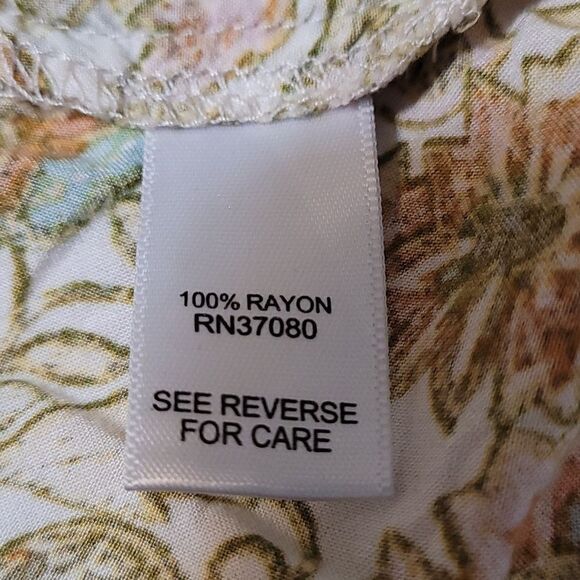 100% RAYON
RN37080
SEE REVERSE
FOR CARE